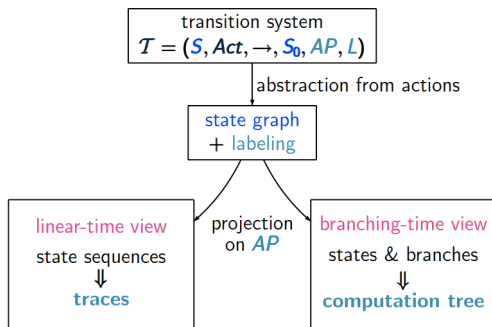 transition system
𝒯 = (S, Act, →, S₀, AP, L)
abstraction from actions
state graph
+ labeling
linear-time view
state sequences
⇓
traces
projection
on AP
branching-time view
states & branches
⇓
computation tree